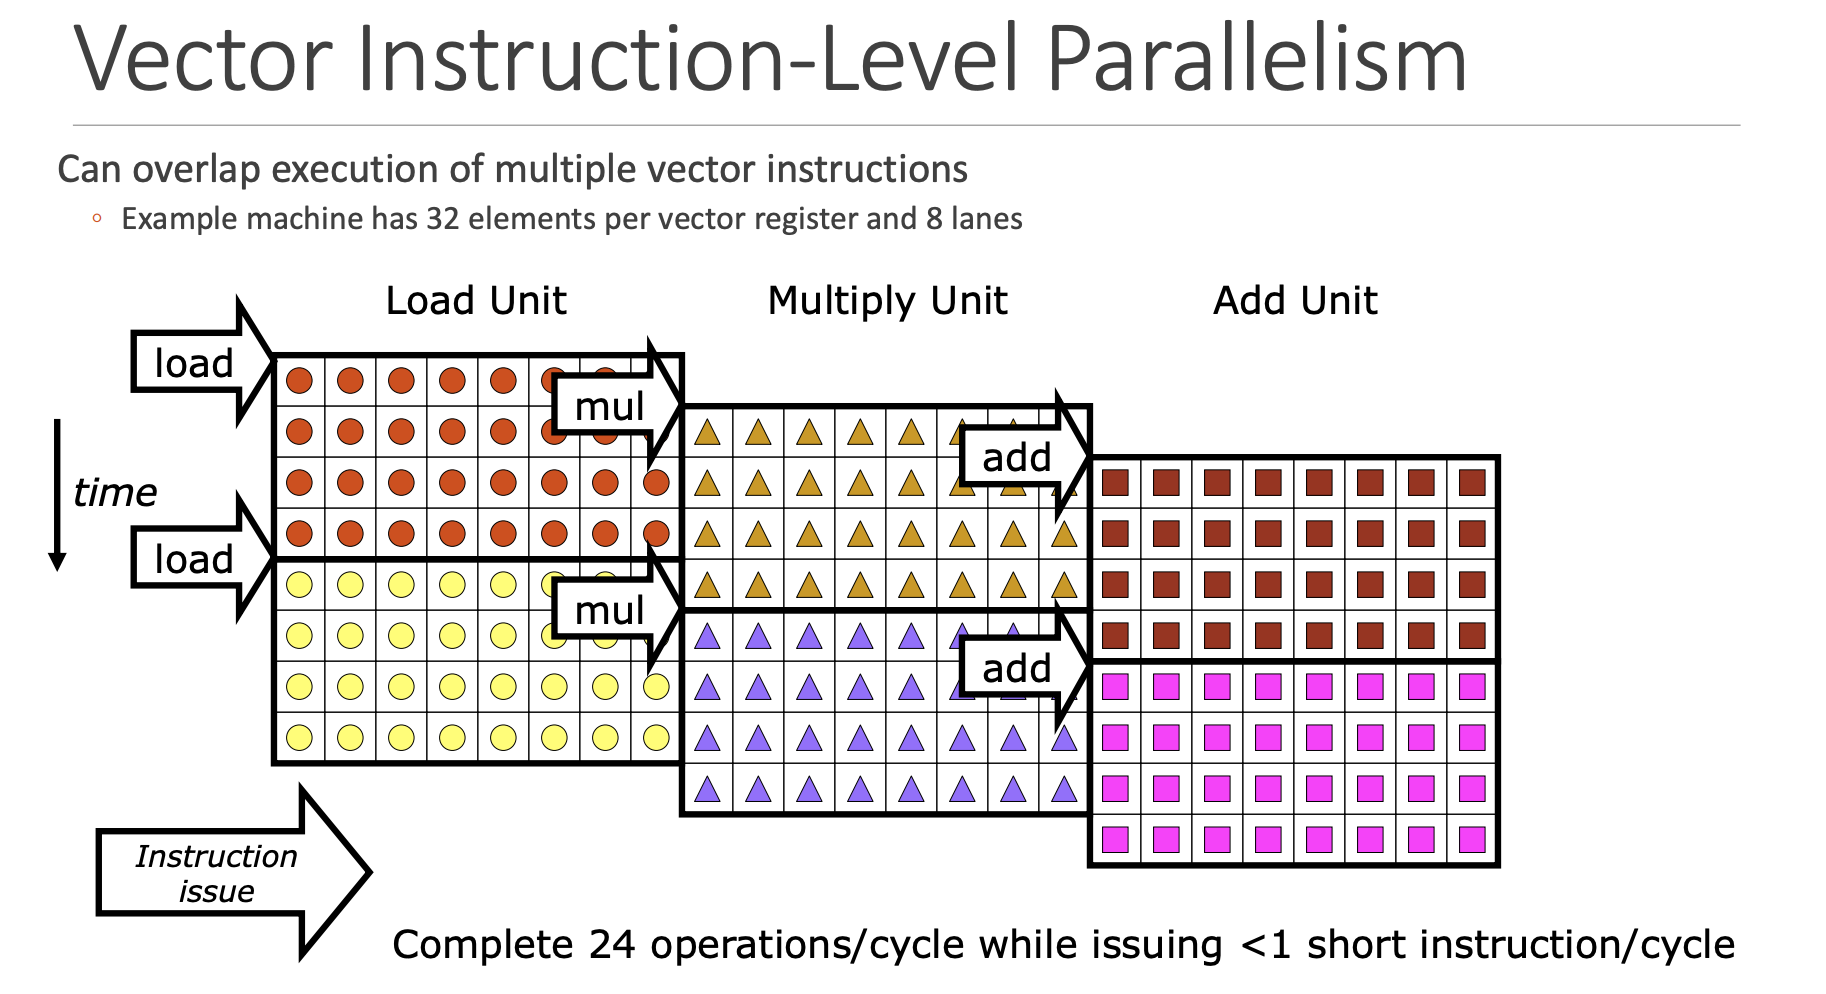 Vector Instruction-Level Parallelism
Can overlap execution of multiple vector instructions
◦ Example machine has 32 elements per vector register and 8 lanes
Load Unit
Multiply Unit
Add Unit
load
mul
add
time
load
mul
add
Instruction
issue
Complete 24 operations/cycle while issuing <1 short instruction/cycle